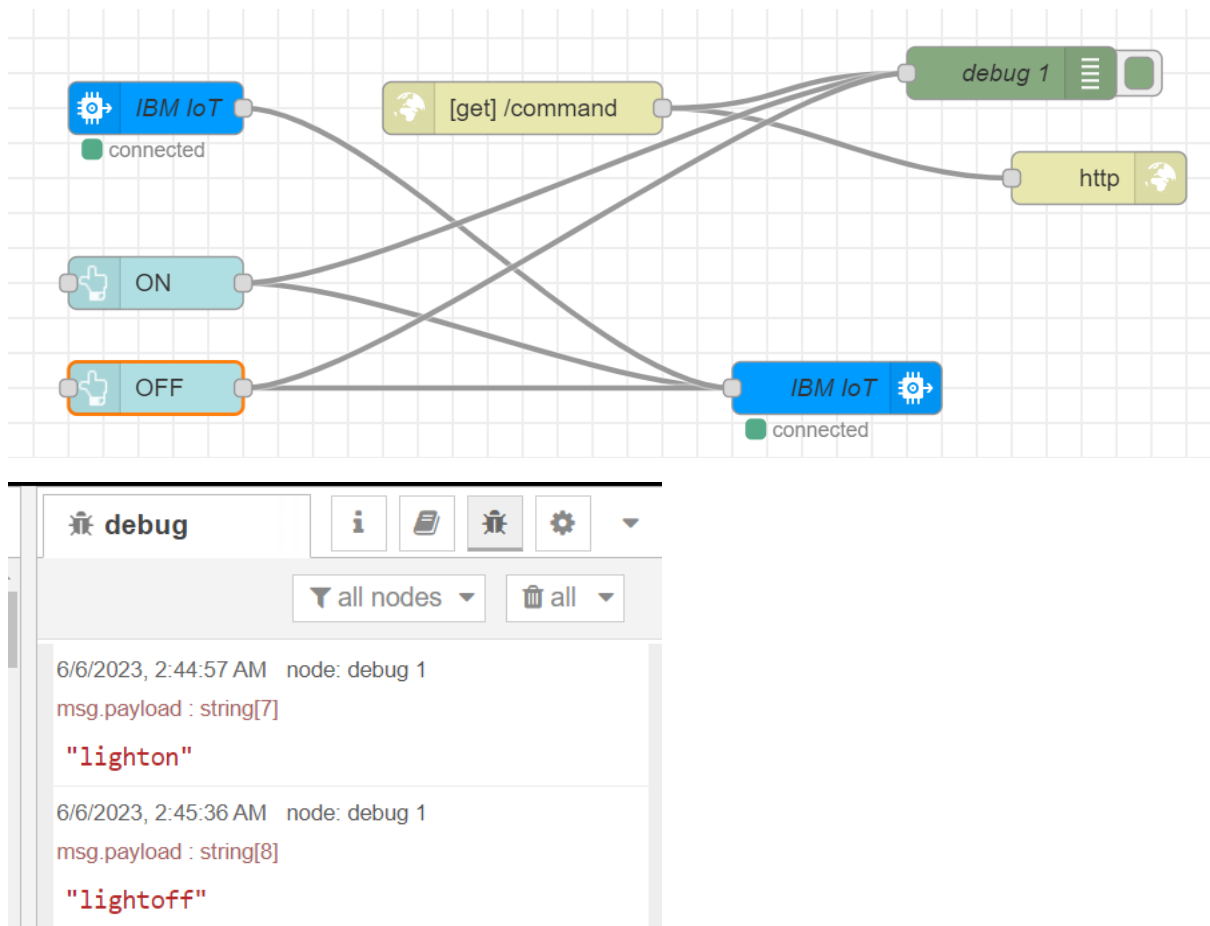 debug 1
IBM IoT
[get] /command
connected
http
ON
OFF
IBM IoT
connected
debug
i
all nodes
all
6/6/2023, 2:44:57 AM node: debug 1
msg.payload : string[7]
"lighton"
6/6/2023, 2:45:36 AM node: debug 1
msg.payload : string[8]
"lightoff"